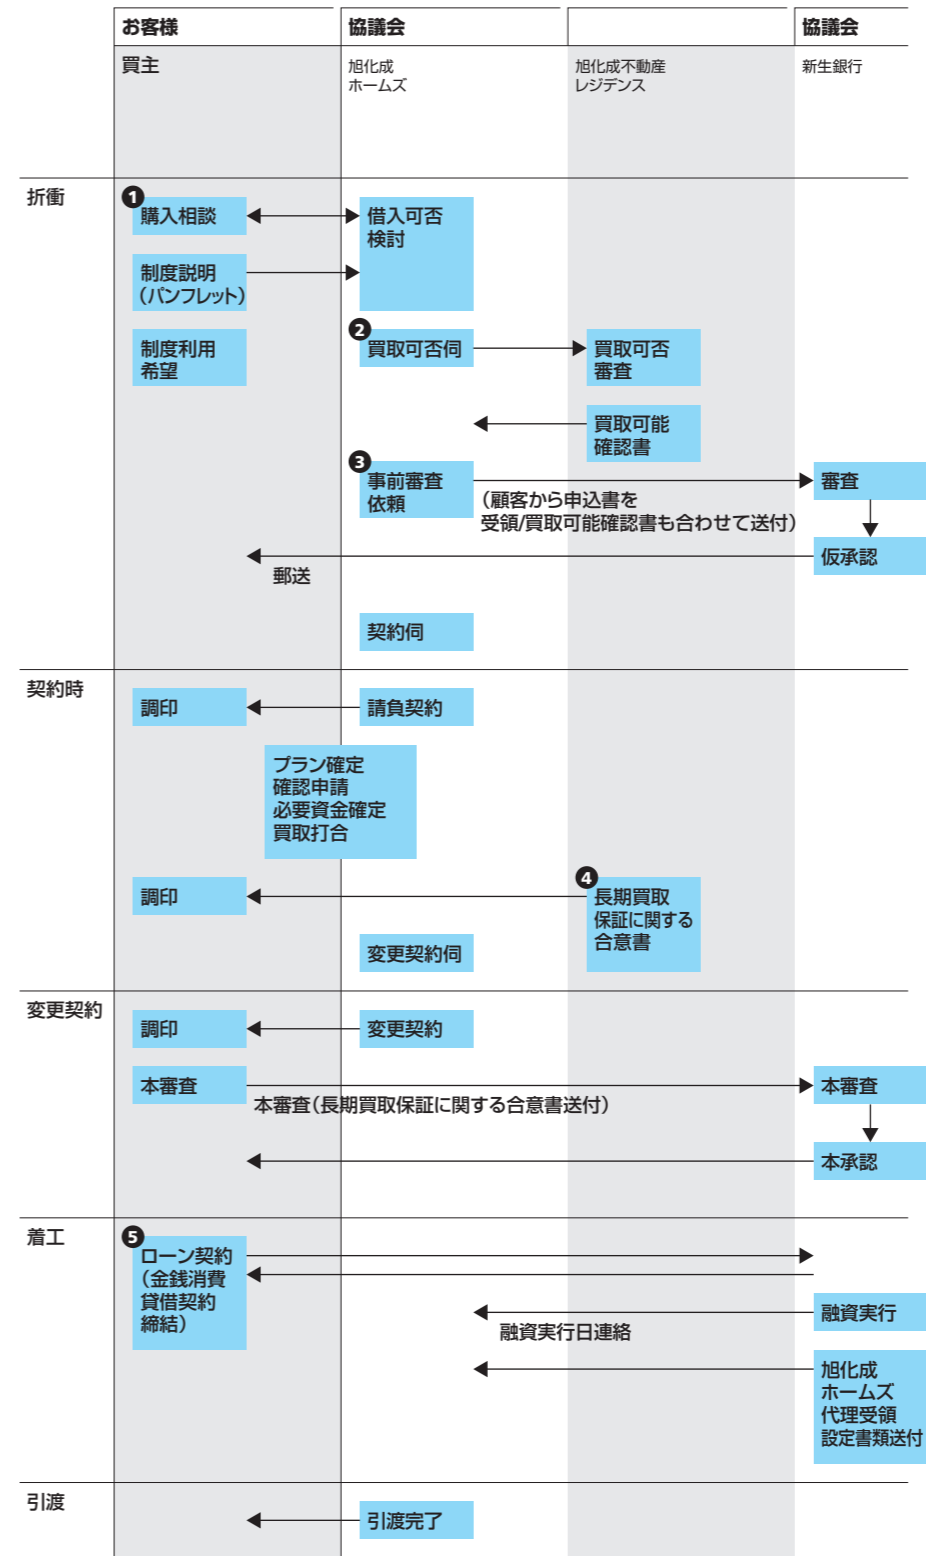 お客様
協議会
協議会
買主
旭化成
ホームズ
旭化成不動産
レジデンス
新生銀行
折衝
❶
購入相談
借入可否
検討
制度説明
（パンフレット）
❷
制度利用
希望
買取可否伺
買取可否
審査
買取可能
確認書
❸
事前審査
依頼
（顧客から申込書を
受領/買取可能確認書も合わせて送付）
審査
仮承認
郵送
契約伺
契約時
調印
請負契約
プラン確定
確認申請
必要資金確定
買取打合
調印
❹
長期買取
保証に関する
合意書
変更契約伺
変更契約
調印
変更契約
本審査
本審査（長期買取保証に関する合意書送付）
本審査
本承認
着工
❺
ローン契約
（金銭消費
貸借契約
締結）
融資実行
融資実行日連絡
旭化成
ホームズ
代理受領
設定書類送付
引渡
引渡完了